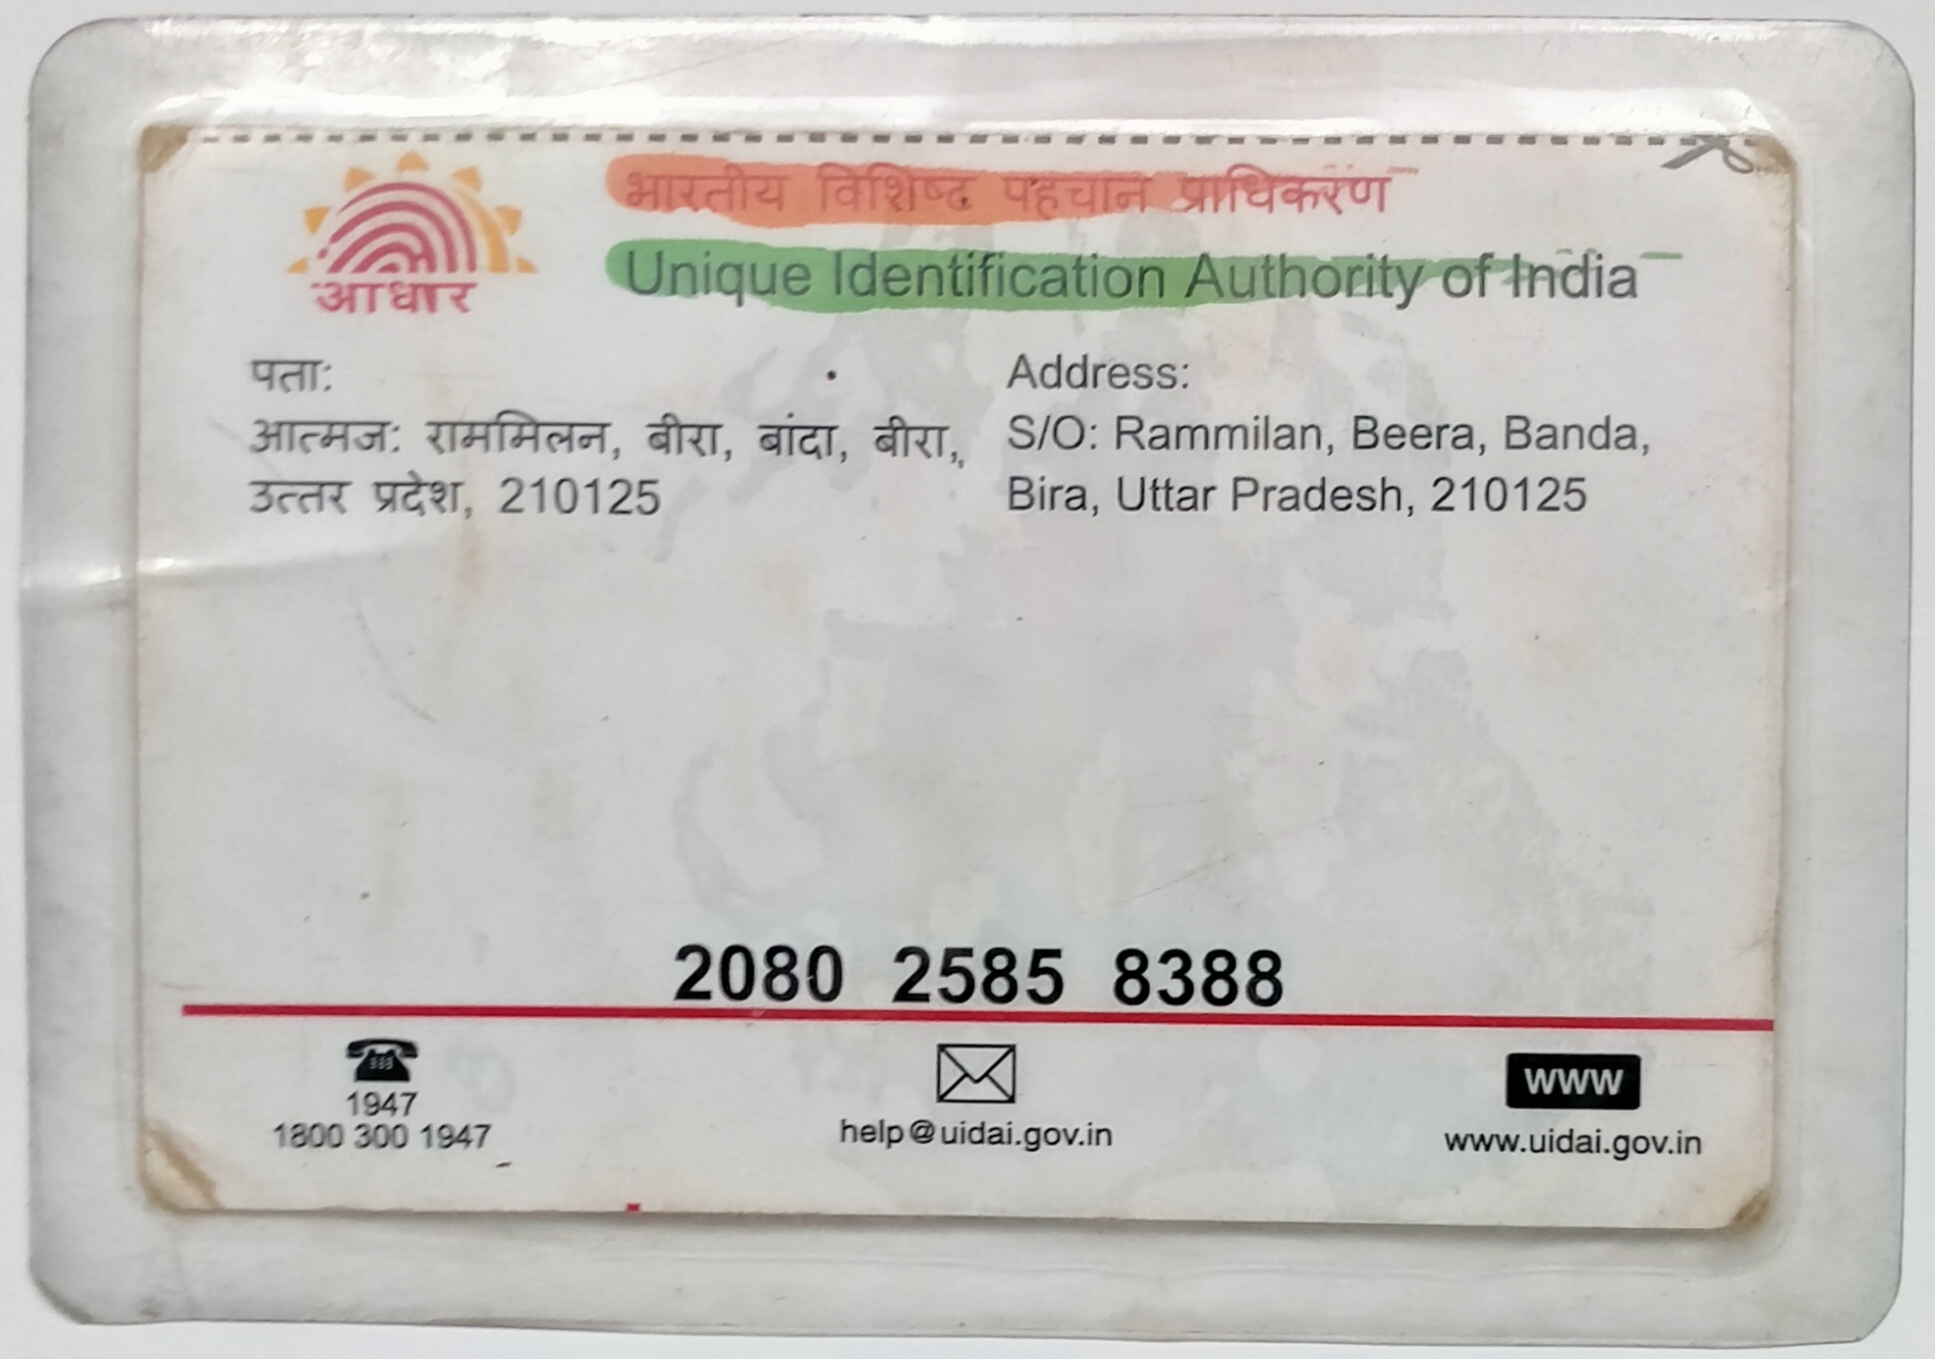 भारतीय विशिष्ट पहचान प्राधिकरण
Unique Identification Authority of India
आधार
पता:
आत्मज: राममिलन, बीरा, बांदा, बीरा,,
उत्तर प्रदेश, 210125
Address:
S/O: Rammilan, Beera, Banda,
Bira, Uttar Pradesh, 210125
2080 2585 8388
1947
1800 300 1947
help@uidai.gov.in
www
www.uidai.gov.in